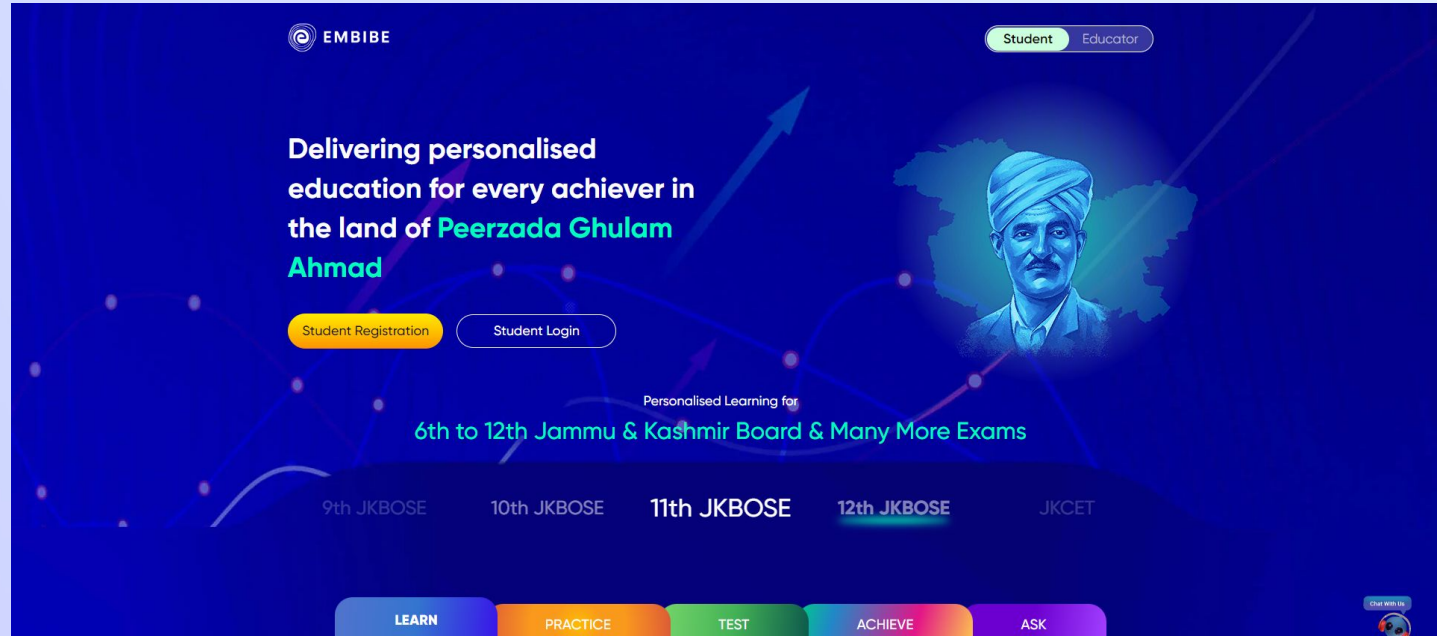 EMBIBE
Student Educator
Delivering personalised
education for every achiever in
the land of Peerzada Ghulam
Ahmad
Student Registration Student Login
Personalised Learning for
6th to 12th Jammu & Kashmir Board & Many More Exams
9th JKBOSE 10th JKBOSE 11th JKBOSE 12th JKBOSE JKCET
Chat With Us
LEARN PRACTICE TEST ACHIEVE ASK